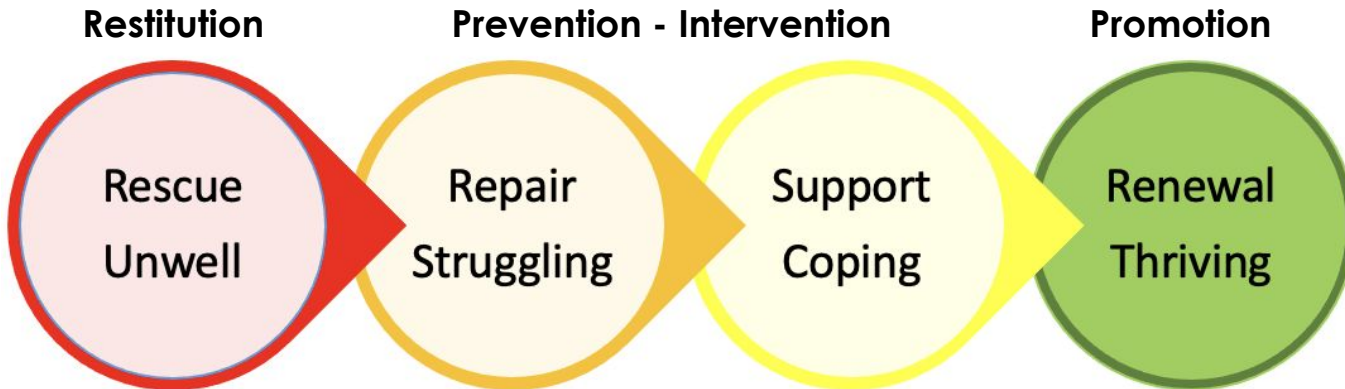 Restitution
Prevention - Intervention
Promotion
Rescue
Unwell
Repair
Struggling
Support
Coping
Renewal
Thriving